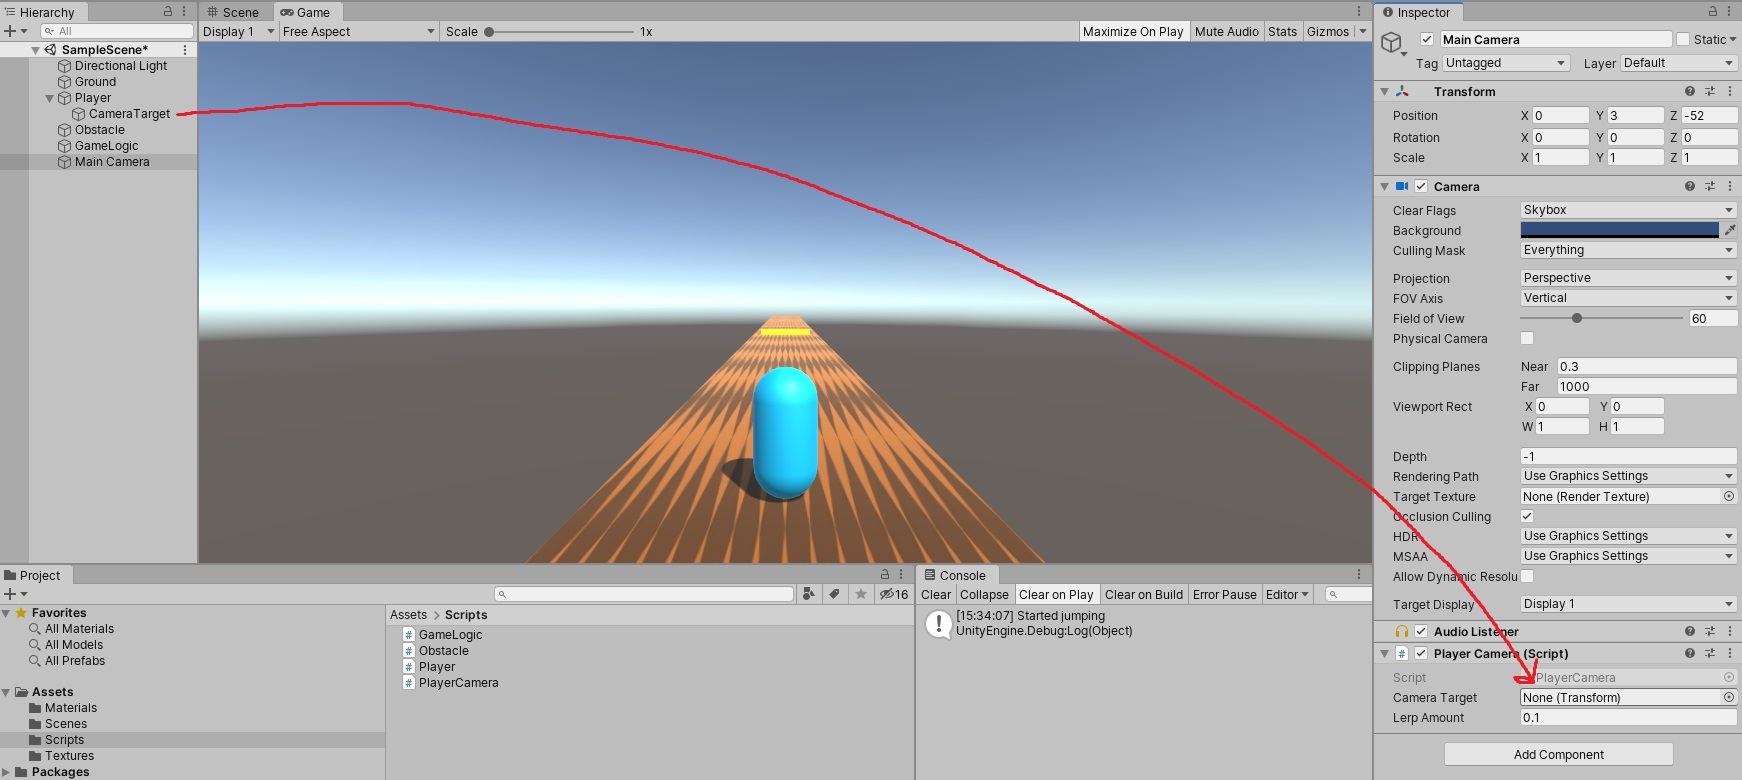 Hierarchy
All
SampleScene*
Directional Light
Ground
Player
CameraTarget
Obstacle
GameLogic
Main Camera
Scene Game
Display 1 Free Aspect Scale 1x Maximize On Play Mute Audio Stats Gizmos
Project
16
Favorites
All Materials
All Models
All Prefabs
Assets
Materials
Scenes
Scripts
Textures
Packages
Assets > Scripts
GameLogic
Obstacle
Player
PlayerCamera
Console
Clear Collapse Clear on Play Clear on Build Error Pause Editor
[15:34:07] Started jumping
UnityEngine.Debug:Log(Object)
Inspector
Main Camera Static
Tag Untagged Layer Default
Transform
Position X 0 Y 3 Z -52
Rotation X 0 Y 0 Z 0
Scale X 1 Y 1 Z 1
Camera
Clear Flags Skybox
Background
Culling Mask Everything
Projection Perspective
FOV Axis Vertical
Field of View 60
Physical Camera
Clipping Planes Near 0.3
Far 1000
Viewport Rect X 0 Y 0
W 1 H 1
Depth -1
Rendering Path Use Graphics Settings
Target Texture None (Render Texture)
Occlusion Culling
HDR Use Graphics Settings
MSAA Use Graphics Settings
Allow Dynamic Resolu
Target Display Display 1
Audio Listener
# Player Camera (Script)
Script PlayerCamera
Camera Target None (Transform)
Lerp Amount 0.1
Add Component